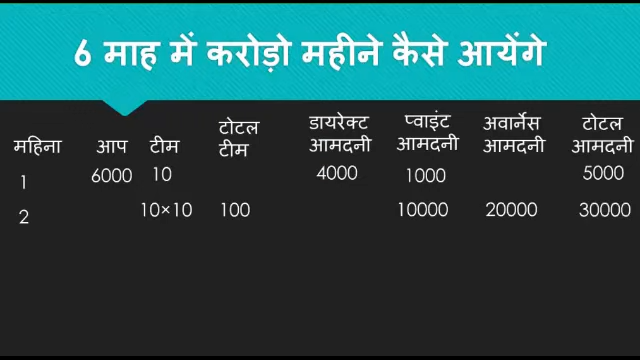 6 माह में करोड़ो महीने कैसे आयेंगे
महिना आप टीम टोटल टीम डायरेक्ट आमदनी प्वाइंट आमदनी अवार्नेस आमदनी टोटल आमदनी
1 6000 10 4000 1000 5000
2 10×10 100 10000 20000 30000